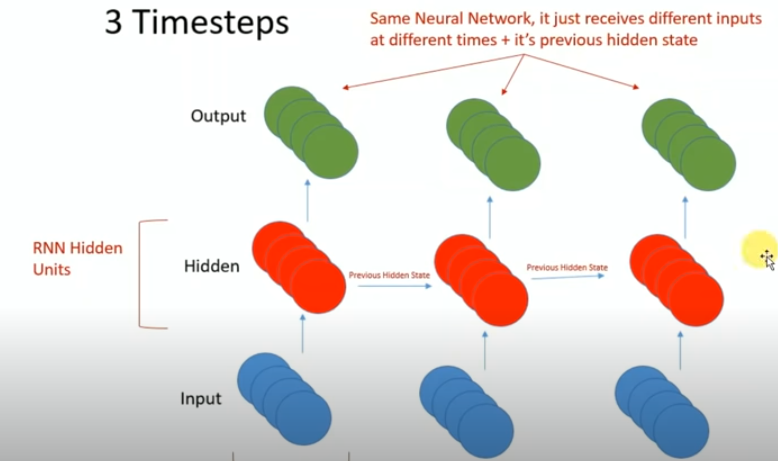 3 Timesteps
Same Neural Network, it just receives different inputs
at different times + it's previous hidden state
Output
RNN Hidden
Units
Hidden
Previous Hidden State
Previous Hidden State
Input